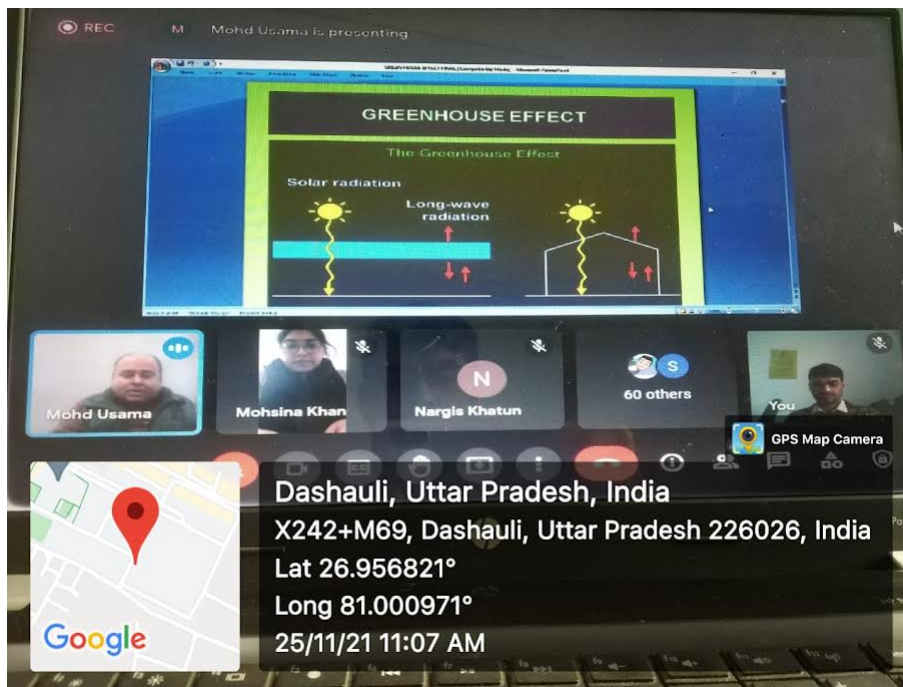 REC
M
Mohd Usama is presenting
GREENHOUSE EFFECT
The Greenhouse Effect
Solar radiation
Long-wave
radiation
Mohd Usama
Mohsina Khan
N
Nargis Khatun
S
60 others
You
GPS Map Camera
CC
Dashauli, Uttar Pradesh, India
X242+M69, Dashauli, Uttar Pradesh 226026, India
Lat 26.956821°
Long 81.000971°
25/11/21 11:07 AM
Google